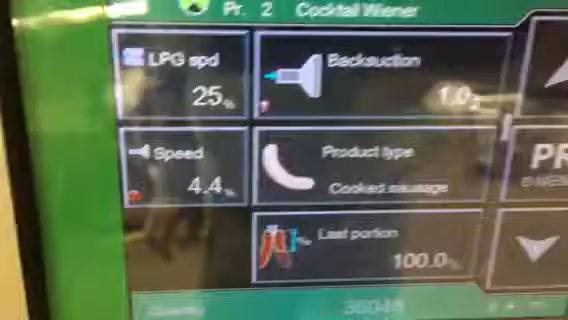 Pr. 2 Cocktail Wiener
LPG spd
25 %
Backsuction
1.0
Speed
4.4 %
Product type
Cooked sausage
PR
Last portion
100.0 %